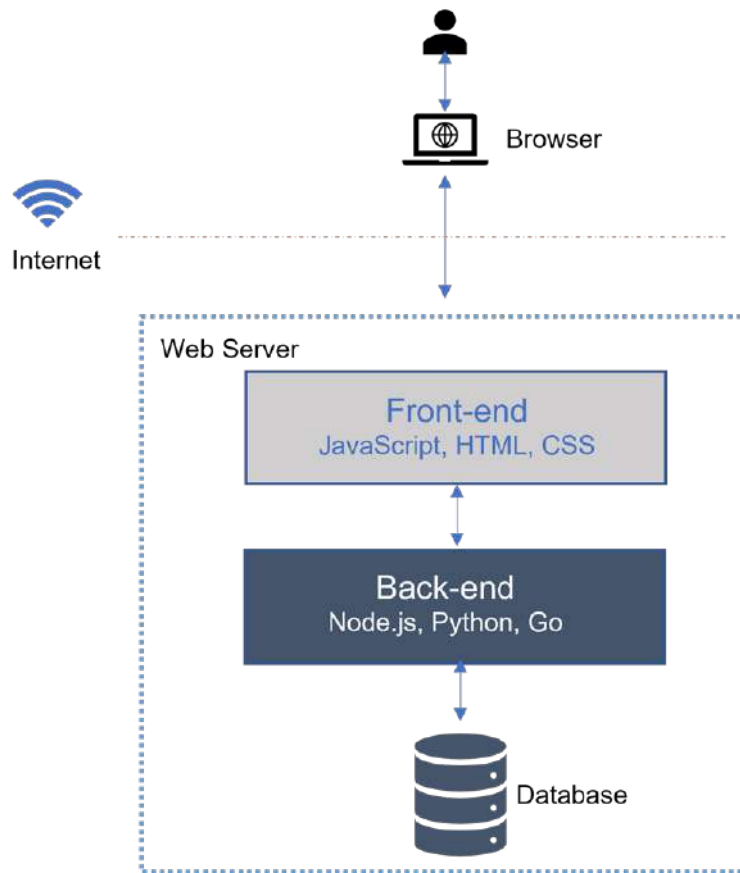 Browser
Internet
Web Server
Front-end
JavaScript, HTML, CSS
Back-end
Node.js, Python, Go
Database